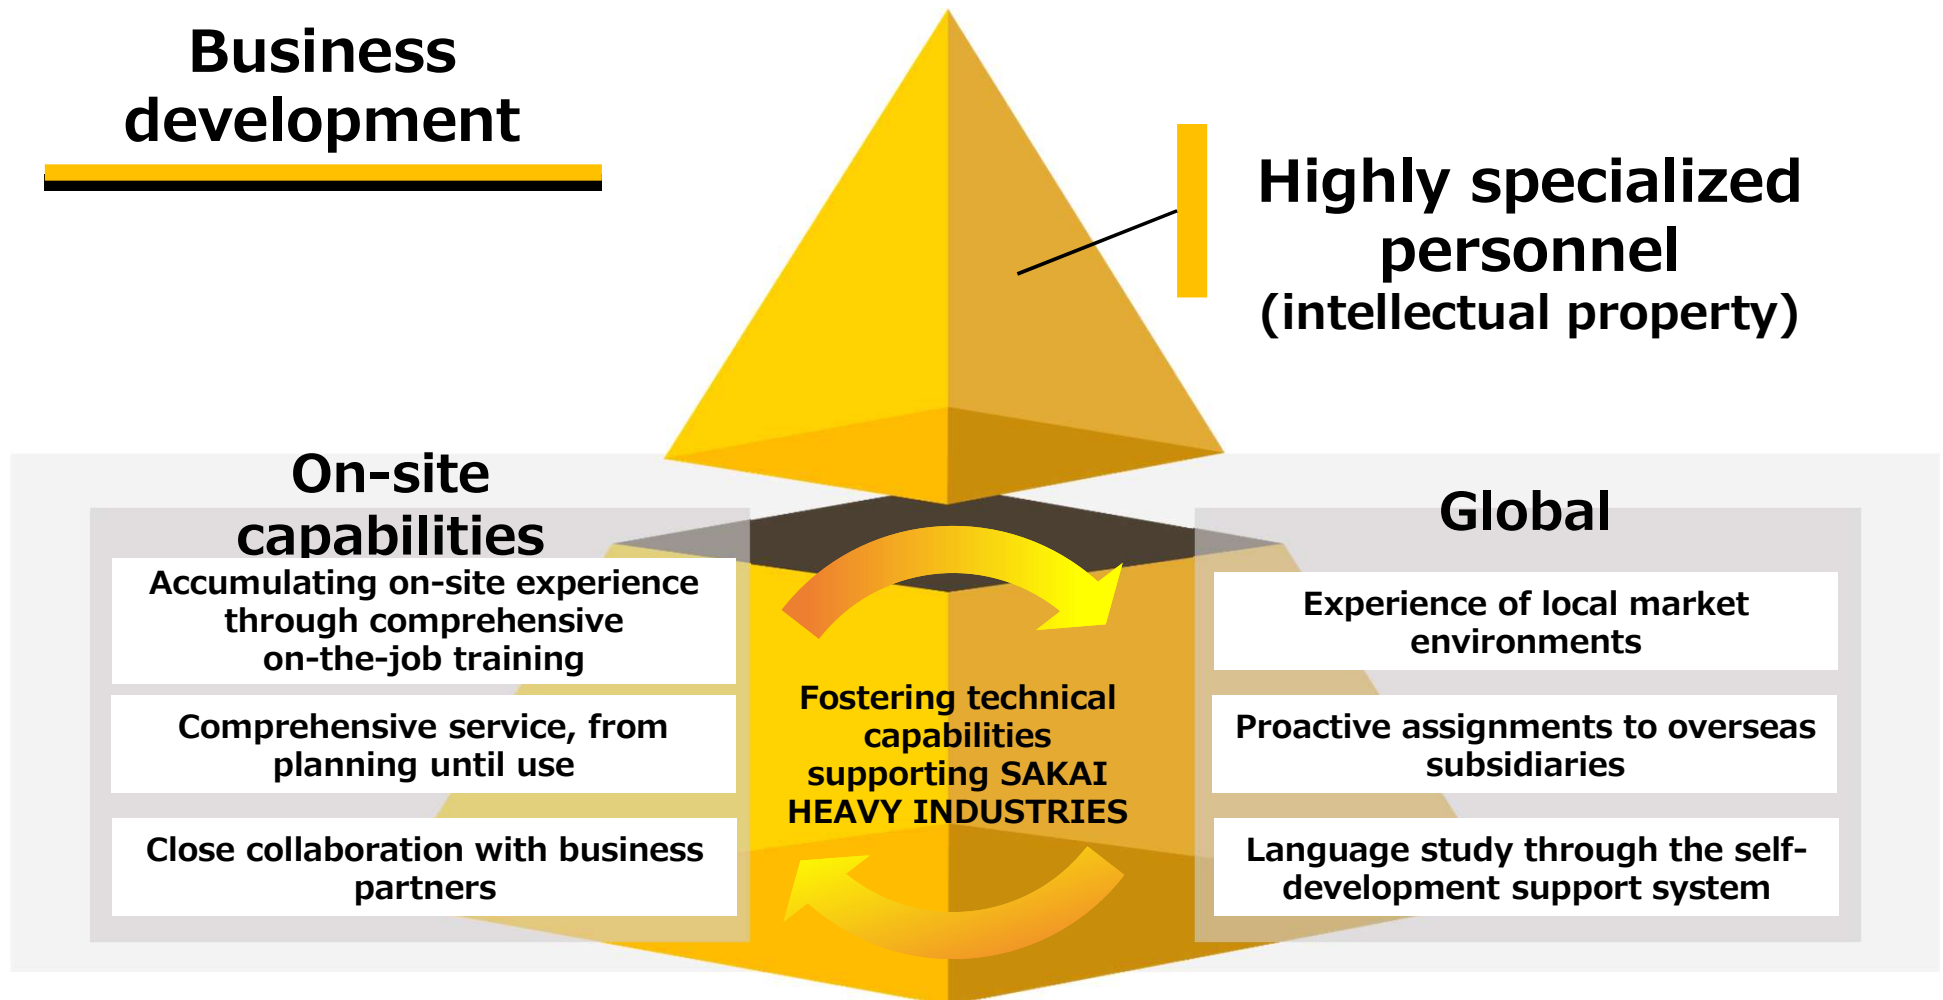 Business
development
Highly specialized
personnel
(intellectual property)
On-site
capabilities
Accumulating on-site experience
through comprehensive
on-the-job training
Comprehensive service, from
planning until use
Close collaboration with business
partners
Fostering technical
capabilities
supporting SAKAI
HEAVY INDUSTRIES
Global
Experience of local market
environments
Proactive assignments to overseas
subsidiaries
Language study through the self-
development support system